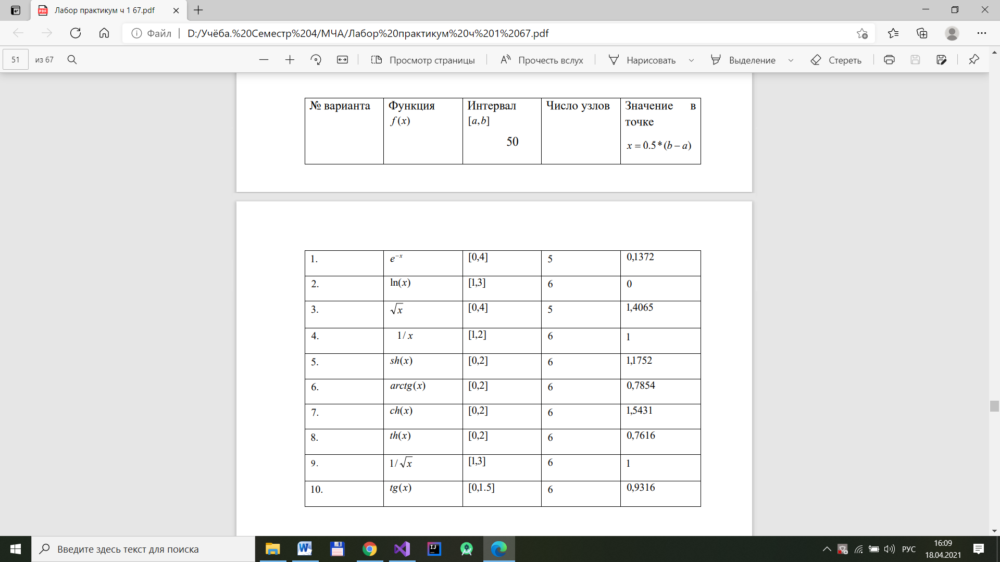 Лабор практикум ч 1 67.pdf
Файл
D:/Учёба.%20Семестр%204/МЧА/Лабор%20практикум%20ч%201%2067.pdf
51 из 67
Просмотр страницы
Прочесть вслух
Нарисовать
Выделение
Стереть
№ варианта Функция f(x) Интервал [a,b] Число узлов Значение в точке x = 0.5*(b − a)
50
1. e^{-x} [0,4] 5 0,1372
2. ln(x) [1,3] 6 0
3. √x [0,4] 5 1,4065
4. 1/x [1,2] 6 1
5. sh(x) [0,2] 6 1,1752
6. arctg(x) [0,2] 6 0,7854
7. ch(x) [0,2] 6 1,5431
8. th(x) [0,2] 6 0,7616
9. 1/√x [1,3] 6 1
10. tg(x) [0,1.5] 6 0,9316
Введите здесь текст для поиска
РУС
16:09
18.04.2021